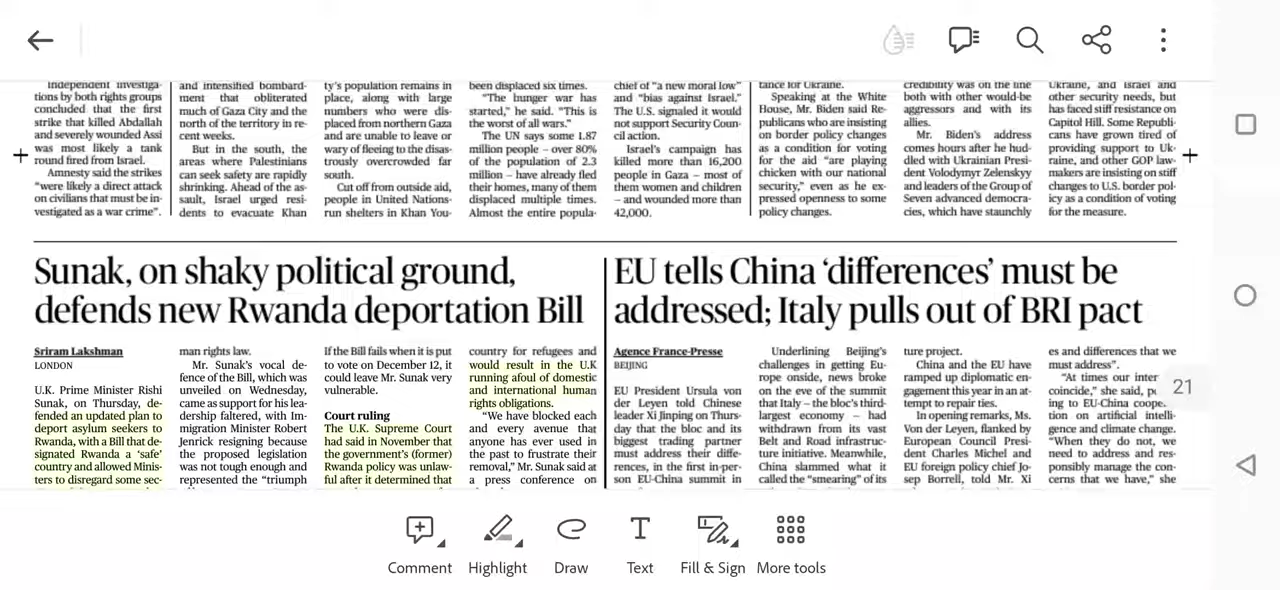 Independent investiga-
tions by both rights groups
concluded that the first
strike that killed Abdallah
and severely wounded Assi
was most likely a tank
round fired from Israel.
Amnesty said the strikes
"were likely a direct attack
on civilians that must be in-
vestigated as a war crime".
and intensified bombard-
ment that obliterated
much of Gaza City and the
north of the territory in re-
cent weeks.
But in the south, the
areas where Palestinians
can seek safety are rapidly
shrinking. Ahead of the as-
sault, Israel urged resi-
dents to evacuate Khan
ty's population remains in
place, along with large
numbers who were dis-
placed from northern Gaza
and are unable to leave or
wary of fleeing to the disas-
trously overcrowded far
south.
Cut off from outside aid,
people in United Nations-
run shelters in Khan You-
been displaced six times.
"The hunger war has
started," he said. "This is
the worst of all wars."
The UN says some 1.87
million people – over 80%
of the population of 2.3
million – have already fled
their homes, many of them
displaced multiple times.
Almost the entire popula-
chief of "a new moral low"
and "bias against Israel."
The U.S. signaled it would
not support Security Coun-
cil action.
Israel's campaign has
killed more than 16,200
people in Gaza – most of
them women and children
– and wounded more than
42,000.
tance for Ukraine.
Speaking at the White
House, Mr. Biden said Re-
publicans who are insisting
on border policy changes
as a condition for voting
for the aid "are playing
chicken with our national
security," even as he ex-
pressed openness to some
policy changes.
credibility was on the line
both with other would-be
aggressors and with its
allies.
Mr. Biden's address
comes hours after he hud-
dled with Ukrainian Presi-
dent Volodymyr Zelenskyy
and leaders of the Group of
Seven advanced democra-
cies, which have staunchly
Ukraine, and Israel and
other security needs, but
has faced stiff resistance on
Capitol Hill. Some Republi-
cans have grown tired of
providing support to Uk-
raine, and other GOP law-
makers are insisting on stiff
changes to U.S. border pol-
icy as a condition of voting
for the measure.
Sunak, on shaky political ground,
defends new Rwanda deportation Bill
Sriram Lakshman
LONDON
U.K. Prime Minister Rishi
Sunak, on Thursday, de-
fended an updated plan to
deport asylum seekers to
Rwanda, with a Bill that de-
signated Rwanda a 'safe'
country and allowed Minis-
ters to disregard some sec-
man rights law.
Mr. Sunak's vocal de-
fence of the Bill, which was
unveiled on Wednesday,
came as support for his lea-
dership faltered, with Im-
migration Minister Robert
Jenrick resigning because
the proposed legislation
was not tough enough and
represented the "triumph
If the Bill fails when it is put
to vote on December 12, it
could leave Mr. Sunak very
vulnerable.
Court ruling
The U.K. Supreme Court
had said in November that
the government's (former)
Rwanda policy was unlaw-
ful after it determined that
country for refugees and
would result in the U.K
running afoul of domestic
and international human
rights obligations.
"We have blocked each
and every avenue that
anyone has ever used in
the past to frustrate their
removal," Mr. Sunak said at
a press conference on
EU tells China 'differences' must be
addressed; Italy pulls out of BRI pact
Agence France-Presse
BEIJING
EU President Ursula von
der Leyen told Chinese
leader Xi Jinping on Thurs-
day that the bloc and its
biggest trading partner
must address their diffe-
rences, in the first in-per-
son EU-China summit in
Underlining Beijing's
challenges in getting Eu-
rope onside, news broke
on the eve of the summit
that Italy – the bloc's third-
largest economy – had
withdrawn from its vast
Belt and Road infrastruc-
ture initiative. Meanwhile,
China slammed what it
called the "smearing" of its
ture project.
China and the EU have
ramped up diplomatic en-
gagement this year in an at-
tempt to repair ties.
In opening remarks, Ms.
Von der Leyen, flanked by
European Council Presi-
dent Charles Michel and
EU foreign policy chief Jo-
sep Borrell, told Mr. Xi
es and differences that we
must address".
"At times our inter
coincide," she said, p
ing to EU-China coope
tion on artificial intelli-
gence and climate change.
"When they do not, we
need to address and res-
ponsibly manage the con-
cerns that we have," she
21
Comment
Highlight
Draw
T
Text
Fill & Sign
More tools